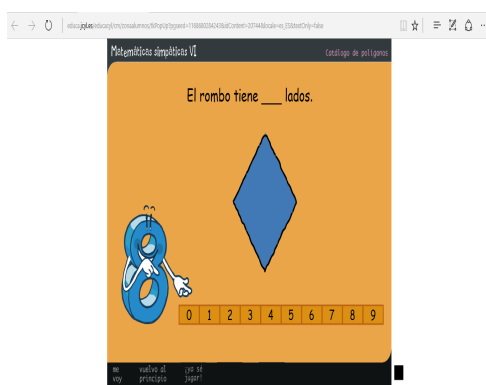 Matemáticas simpáticas VI
Catálogo de polígonos
El rombo tiene ___ lados.
0 1 2 3 4 5 6 7 8 9
me voy
vuelvo al principio
¡ya sé jugar!